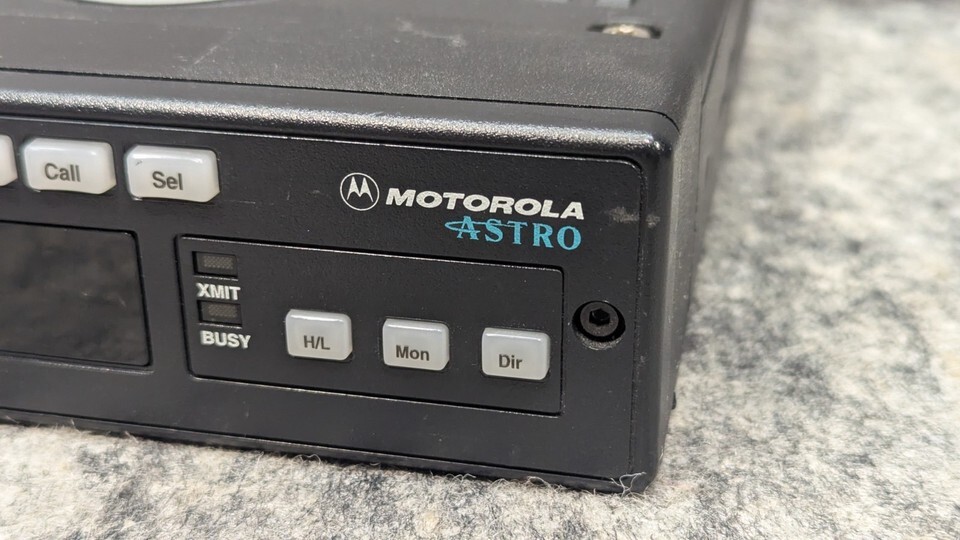 Call
Sel
MOTOROLA
ASTRO
XMIT
BUSY
H/L
Mon
Dir